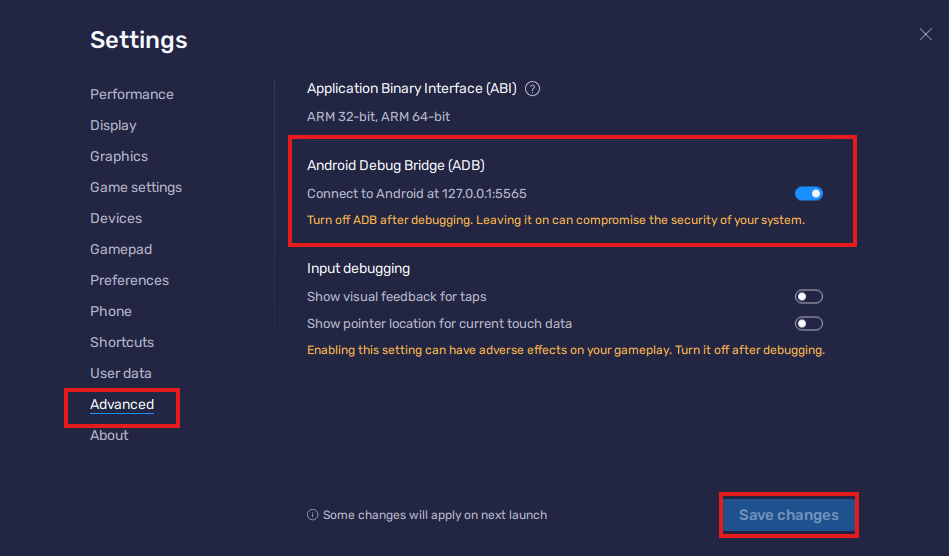 Settings
Performance
Display
Graphics
Game settings
Devices
Gamepad
Preferences
Phone
Shortcuts
User data
Advanced
About
Application Binary Interface (ABI) ?
ARM 32-bit, ARM 64-bit
Android Debug Bridge (ADB)
Connect to Android at 127.0.0.1:5565
Turn off ADB after debugging. Leaving it on can compromise the security of your system.
Input debugging
Show visual feedback for taps
Show pointer location for current touch data
Enabling this setting can have adverse effects on your gameplay. Turn it off after debugging.
Some changes will apply on next launch
Save changes